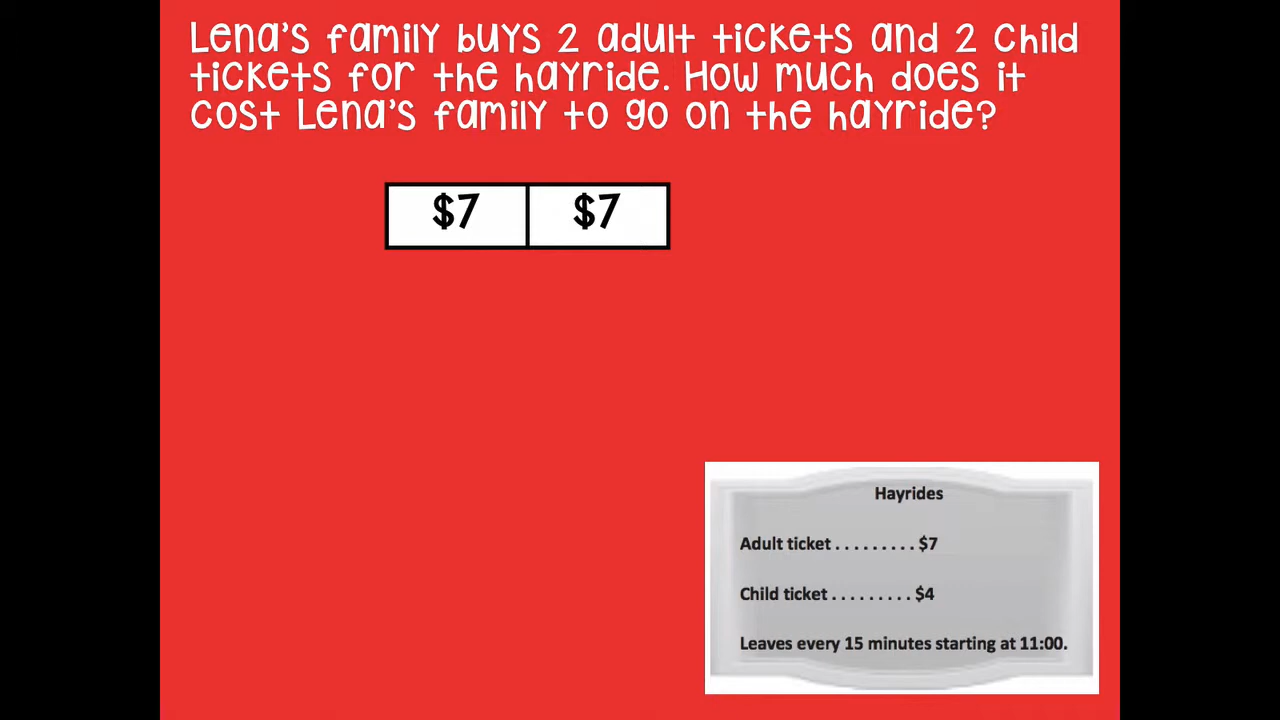 Lena's family buys 2 adult tickets and 2 child
tickets for the hayride. How much does it
cost Lena's family to go on the hayride?
$7 $7
Hayrides
Adult ticket . . . . . . . . . $7
Child ticket . . . . . . . . . $4
Leaves every 15 minutes starting at 11:00.